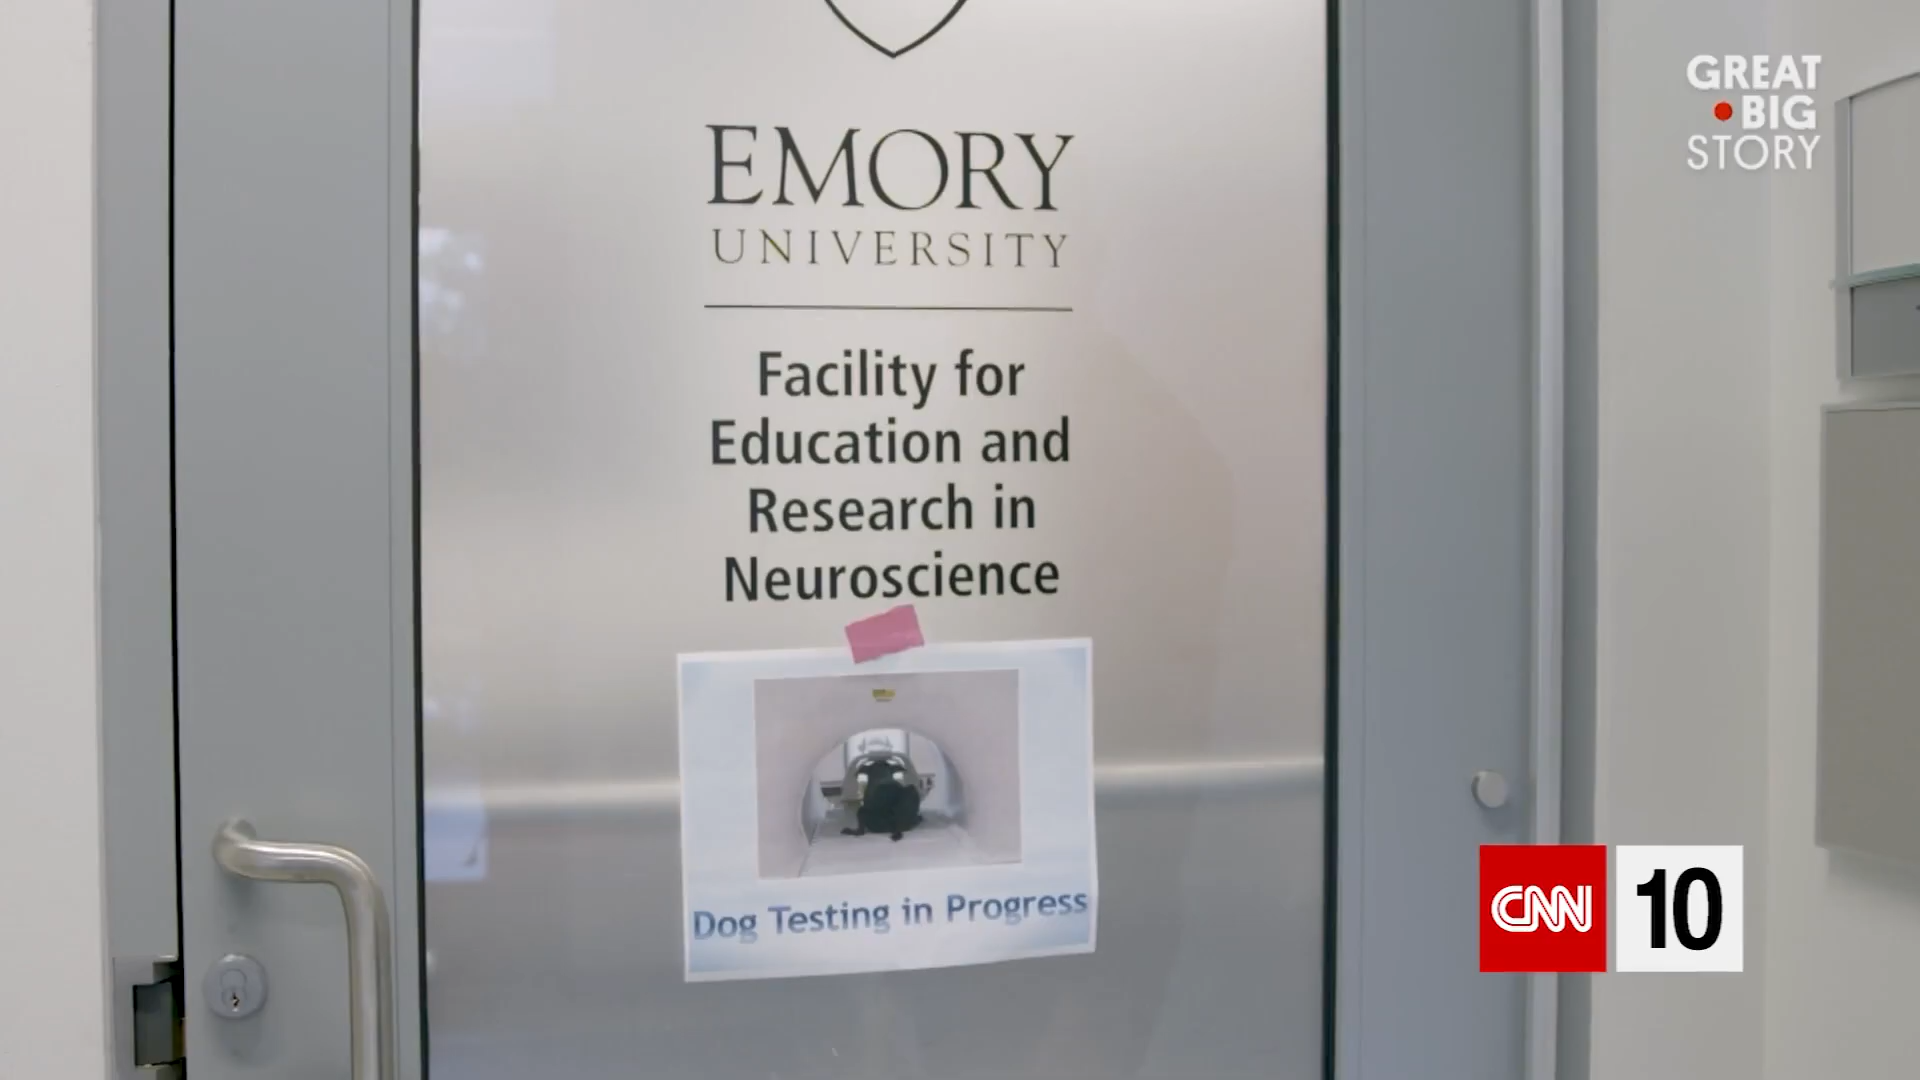 GREAT
BIG
STORY
EMORY
UNIVERSITY
Facility for
Education and
Research in
Neuroscience
Dog Testing in Progress
CNN 10